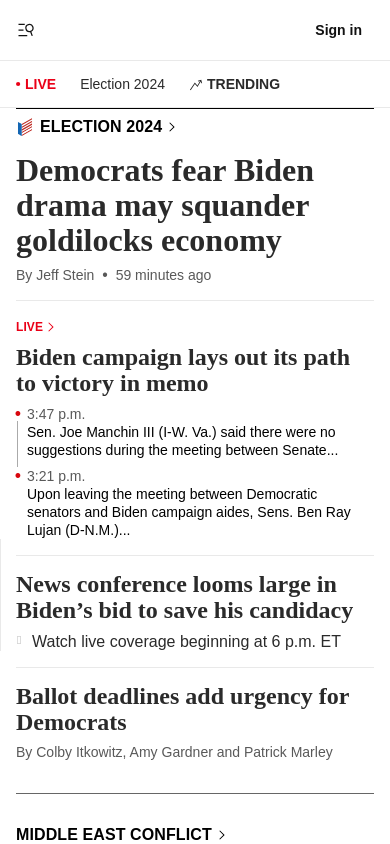 Sign in
LIVE
Election 2024
TRENDING
ELECTION 2024
Democrats fear Biden
drama may squander
goldilocks economy
By Jeff Stein • 59 minutes ago
LIVE
Biden campaign lays out its path
to victory in memo
3:47 p.m.
Sen. Joe Manchin III (I-W. Va.) said there were no
suggestions during the meeting between Senate...
3:21 p.m.
Upon leaving the meeting between Democratic
senators and Biden campaign aides, Sens. Ben Ray
Lujan (D-N.M.)...
News conference looms large in
Biden’s bid to save his candidacy
Watch live coverage beginning at 6 p.m. ET
Ballot deadlines add urgency for
Democrats
By Colby Itkowitz, Amy Gardner and Patrick Marley
MIDDLE EAST CONFLICT